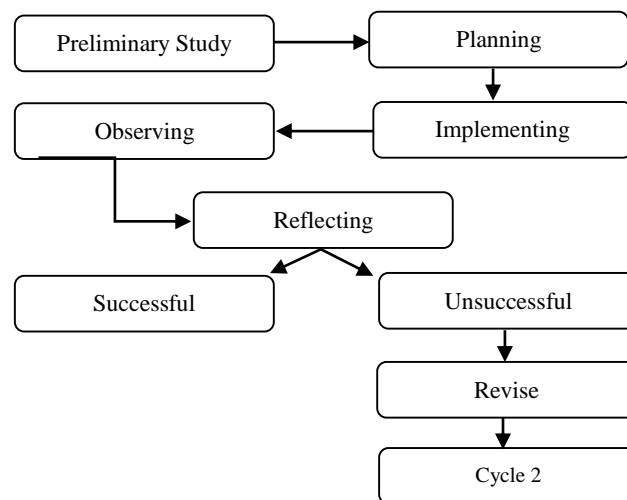 Preliminary Study
Planning
Observing
Implementing
Reflecting
Successful
Unsuccessful
Revise
Cycle 2